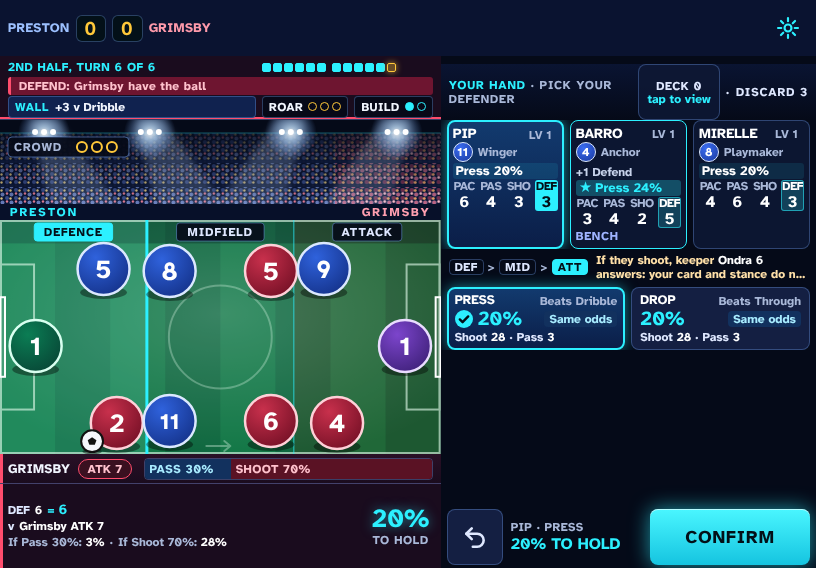 PRESTON 0 0 GRIMSBY
2ND HALF, TURN 6 OF 6
DEFEND: Grimsby have the ball
WALL +3 v Dribble ROAR BUILD
CROWD
PRESTON GRIMSBY
DEFENCE MIDFIELD ATTACK
5 8 5 9
1 1
2 11 6 4
GRIMSBY ATK 7 PASS 30% SHOOT 70%
DEF 6 = 6
v Grimsby ATK 7
If Pass 30%: 3% · If Shoot 70%: 28%
20%
TO HOLD
YOUR HAND · PICK YOUR DEFENDER
DECK 0
tap to view
· DISCARD 3
PIP LV 1
11 Winger
Press 20%
PAC PAS SHO DEF
6 4 3 3
BARRO LV 1
4 Anchor
+1 Defend
★ Press 24%
PAC PAS SHO DEF
3 4 2 5
BENCH
MIRELLE LV 1
8 Playmaker
Press 20%
PAC PAS SHO DEF
4 6 4 3
DEF > MID > ATT
If they shoot, keeper Ondra 6
answers: your card and stance do n...
PRESS Beats Dribble
20% Same odds
Shoot 28 · Pass 3
DROP Beats Through
20% Same odds
Shoot 28 · Pass 3
PIP · PRESS
20% TO HOLD
CONFIRM